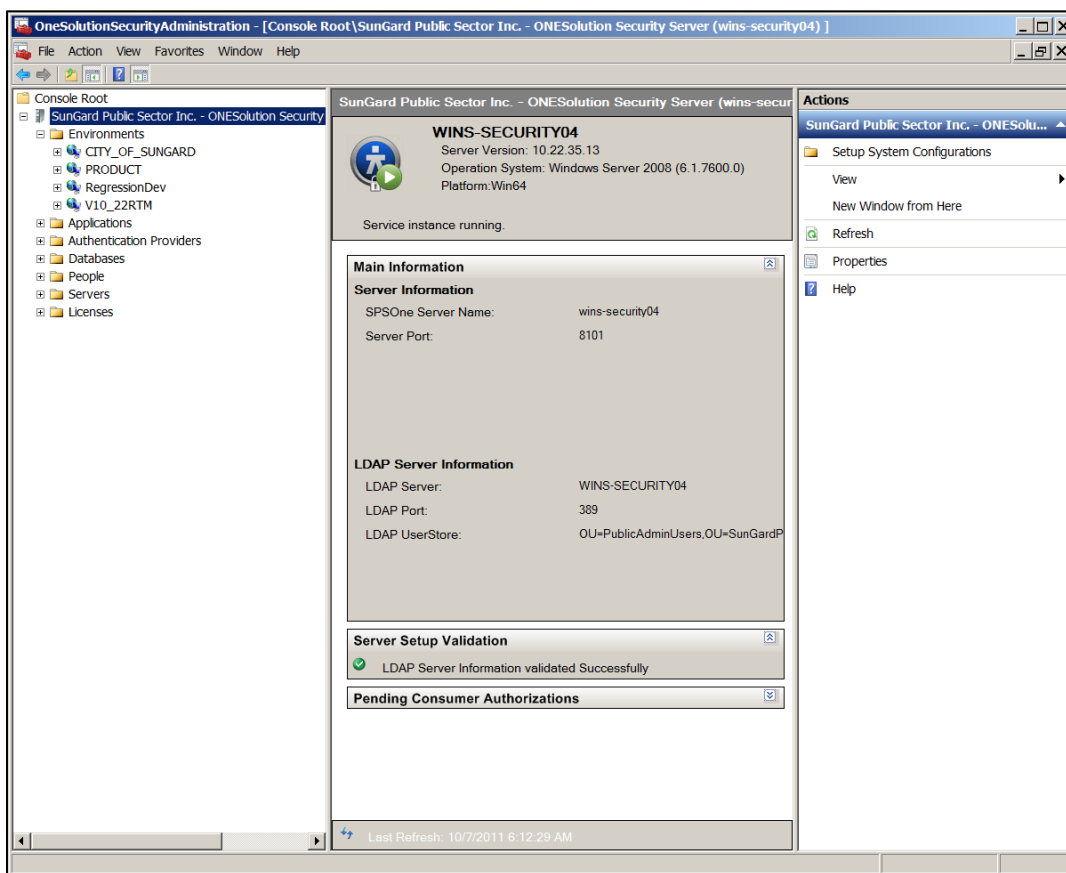 OneSolutionSecurityAdministration - [Console Root\SunGard Public Sector Inc. - ONESolution Security Server (wins-security04) ]
File Action View Favorites Window Help
Console Root
SunGard Public Sector Inc. - ONESolution Security
Environments
CITY_OF_SUNGARD
PRODUCT
RegressionDev
V10_22RTM
Applications
Authentication Providers
Databases
People
Servers
Licenses
SunGard Public Sector Inc. - ONESolution Security Server (wins-secur
WINS-SECURITY04
Server Version: 10.22.35.13
Operation System: Windows Server 2008 (6.1.7600.0)
Platform:Win64
Service instance running.
Main Information
Server Information
SPSOne Server Name: wins-security04
Server Port: 8101
LDAP Server Information
LDAP Server: WINS-SECURITY04
LDAP Port: 389
LDAP UserStore: OU=PublicAdminUsers,OU=SunGardP
Server Setup Validation
LDAP Server Information validated Successfully
Pending Consumer Authorizations
Last Refresh: 10/7/2011 6:12:29 AM
Actions
SunGard Public Sector Inc. - ONESolu...
Setup System Configurations
View
New Window from Here
Refresh
Properties
Help